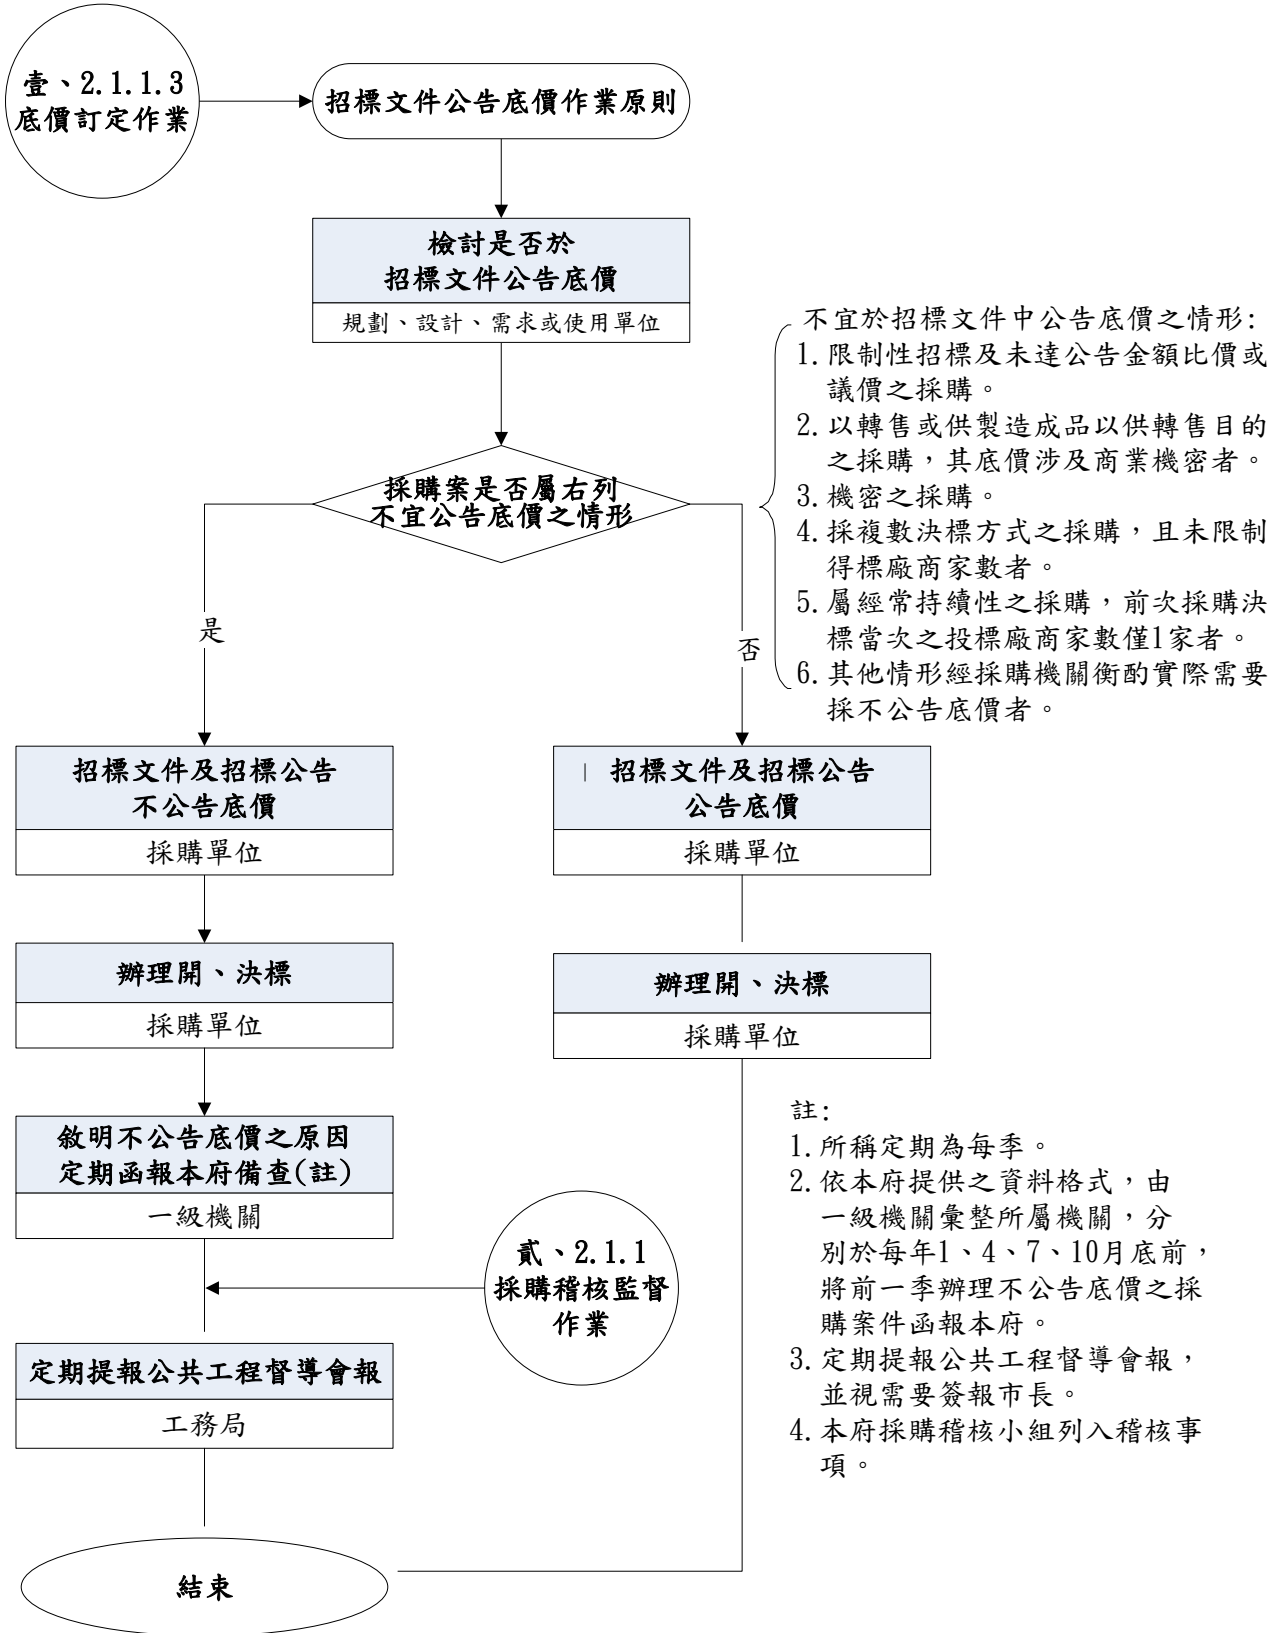 壹、2.1.1.3
底價訂定作業
招標文件公告底價作業原則
檢討是否於
招標文件公告底價
規劃、設計、需求或使用單位
採購案是否屬右列
不宜公告底價之情形
不宜於招標文件中公告底價之情形:
1.限制性招標及未達公告金額比價或
議價之採購。
2.以轉售或供製造成品以供轉售目的
之採購，其底價涉及商業機密者。
3.機密之採購。
4.採複數決標方式之採購，且未限制
得標廠商家數者。
5.屬經常持續性之採購，前次採購決
標當次之投標廠商家數僅1家者。
6.其他情形經採購機關衡酌實際需要
採不公告底價者。
是
否
招標文件及招標公告
不公告底價
採購單位
招標文件及招標公告
公告底價
採購單位
辦理開、決標
採購單位
辦理開、決標
採購單位
敘明不公告底價之原因
定期函報本府備查(註)
一級機關
貳、2.1.1
採購稽核監督
作業
定期提報公共工程督導會報
工務局
註:
1.所稱定期為每季。
2.依本府提供之資料格式，由
一級機關彙整所屬機關，分
別於每年1、4、7、10月底前，
將前一季辦理不公告底價之採
購案件函報本府。
3.定期提報公共工程督導會報，
並視需要簽報市長。
4.本府採購稽核小組列入稽核事
項。
結束